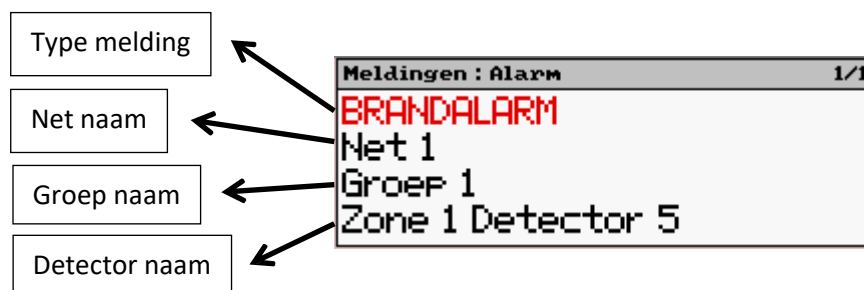 Type melding
Net naam
Groep naam
Detector naam
Meldingen : Alarm 1/1
BRANDALARM
Net 1
Groep 1
Zone 1 Detector 5